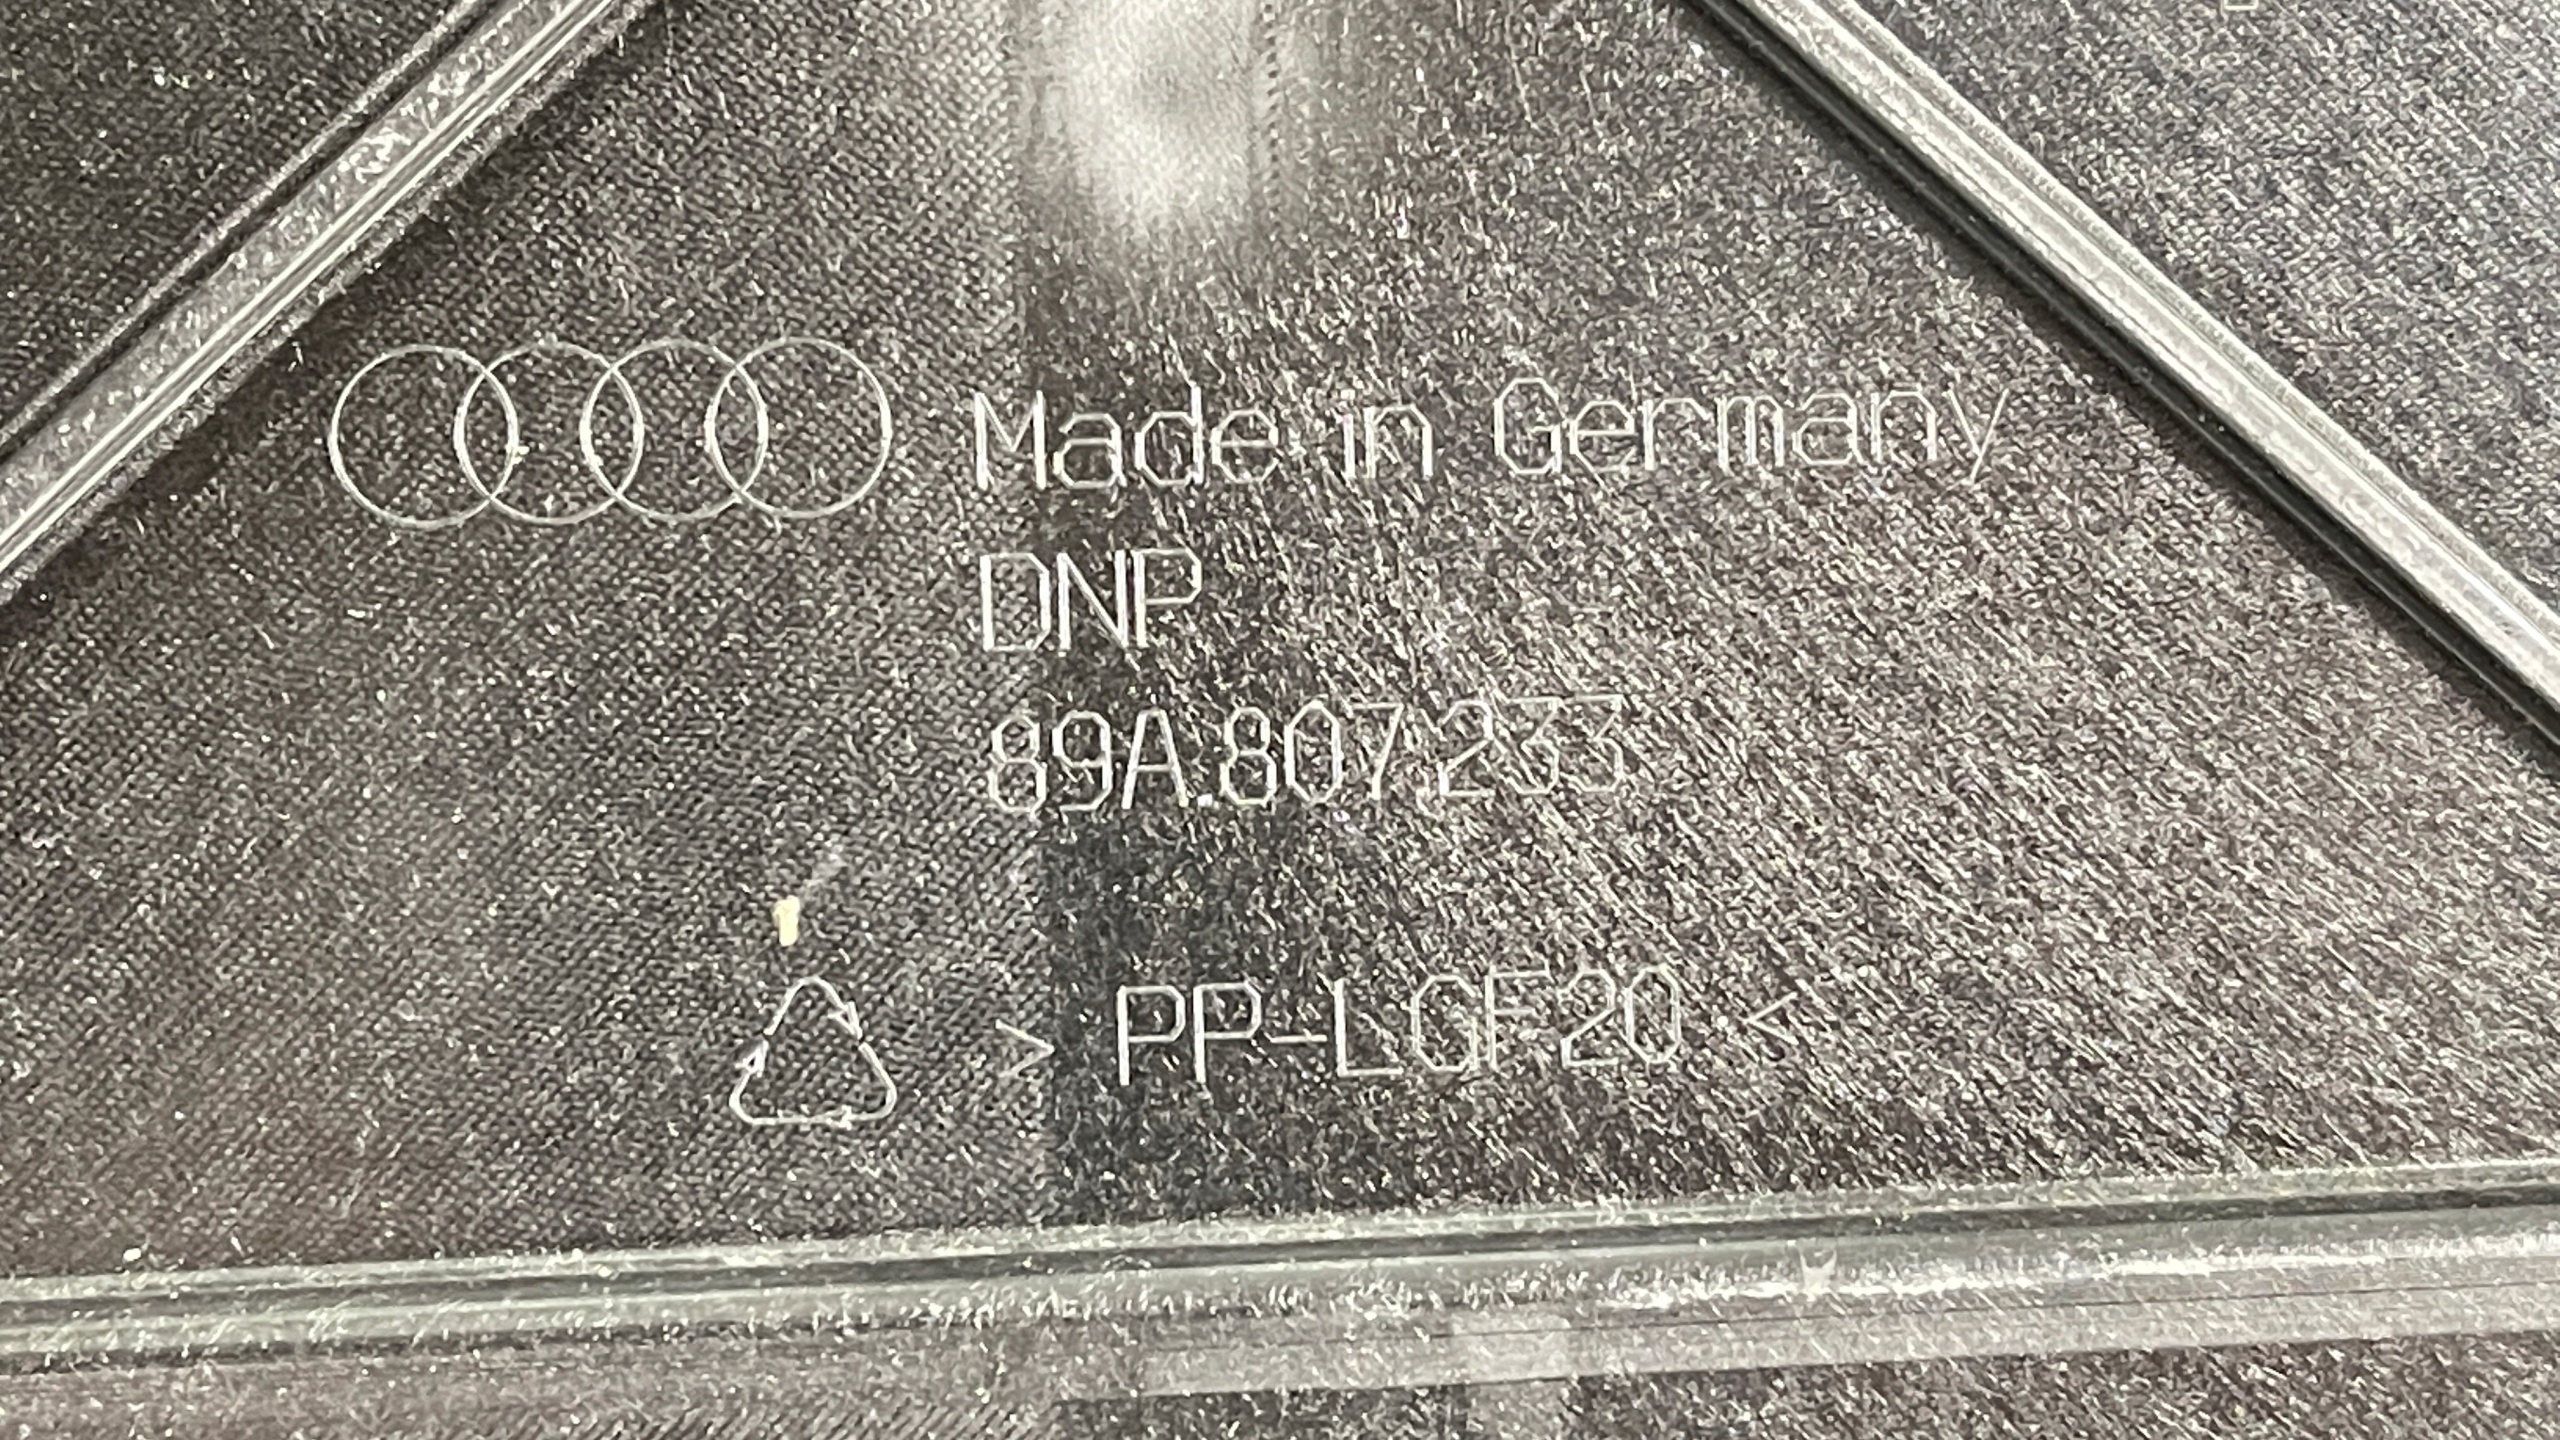 Made in Germany
DNP
89A.807.233
> PP-LGF20 <